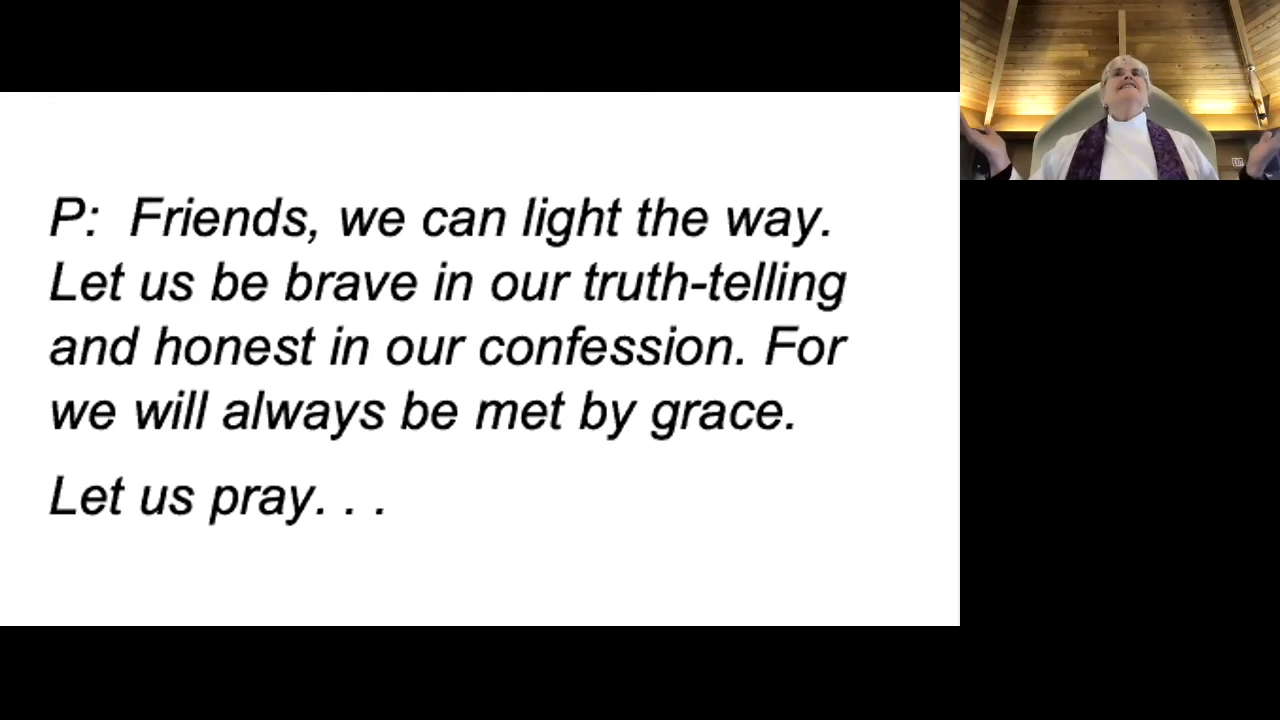 P: Friends, we can light the way.
Let us be brave in our truth-telling
and honest in our confession. For
we will always be met by grace.
Let us pray. . .
EXIT